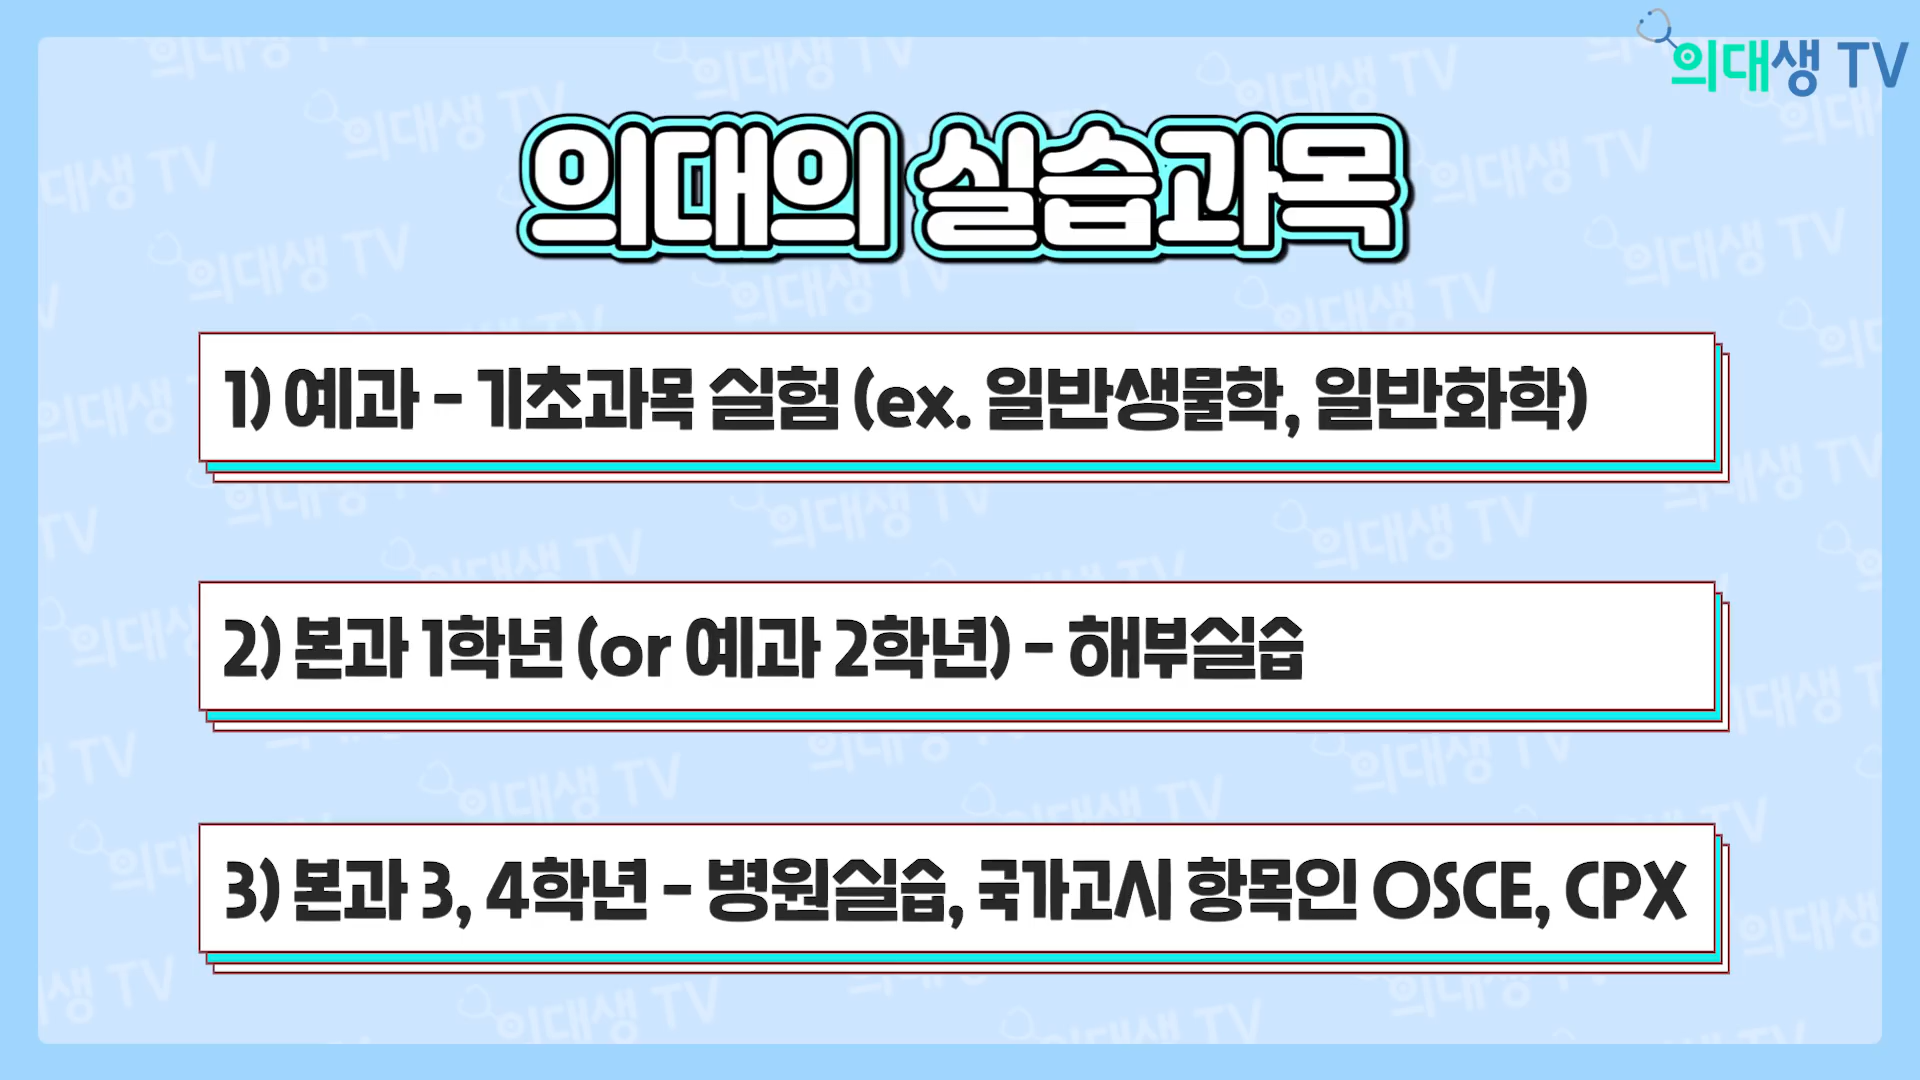 의대생 TV
의대의 실습과목
1) 예과 - 기초과목 실험 (ex. 일반생물학, 일반화학)
2) 본과 1학년 (or 예과 2학년) - 해부실습
3) 본과 3, 4학년 - 병원실습, 국가고시 항목인 OSCE, CPX